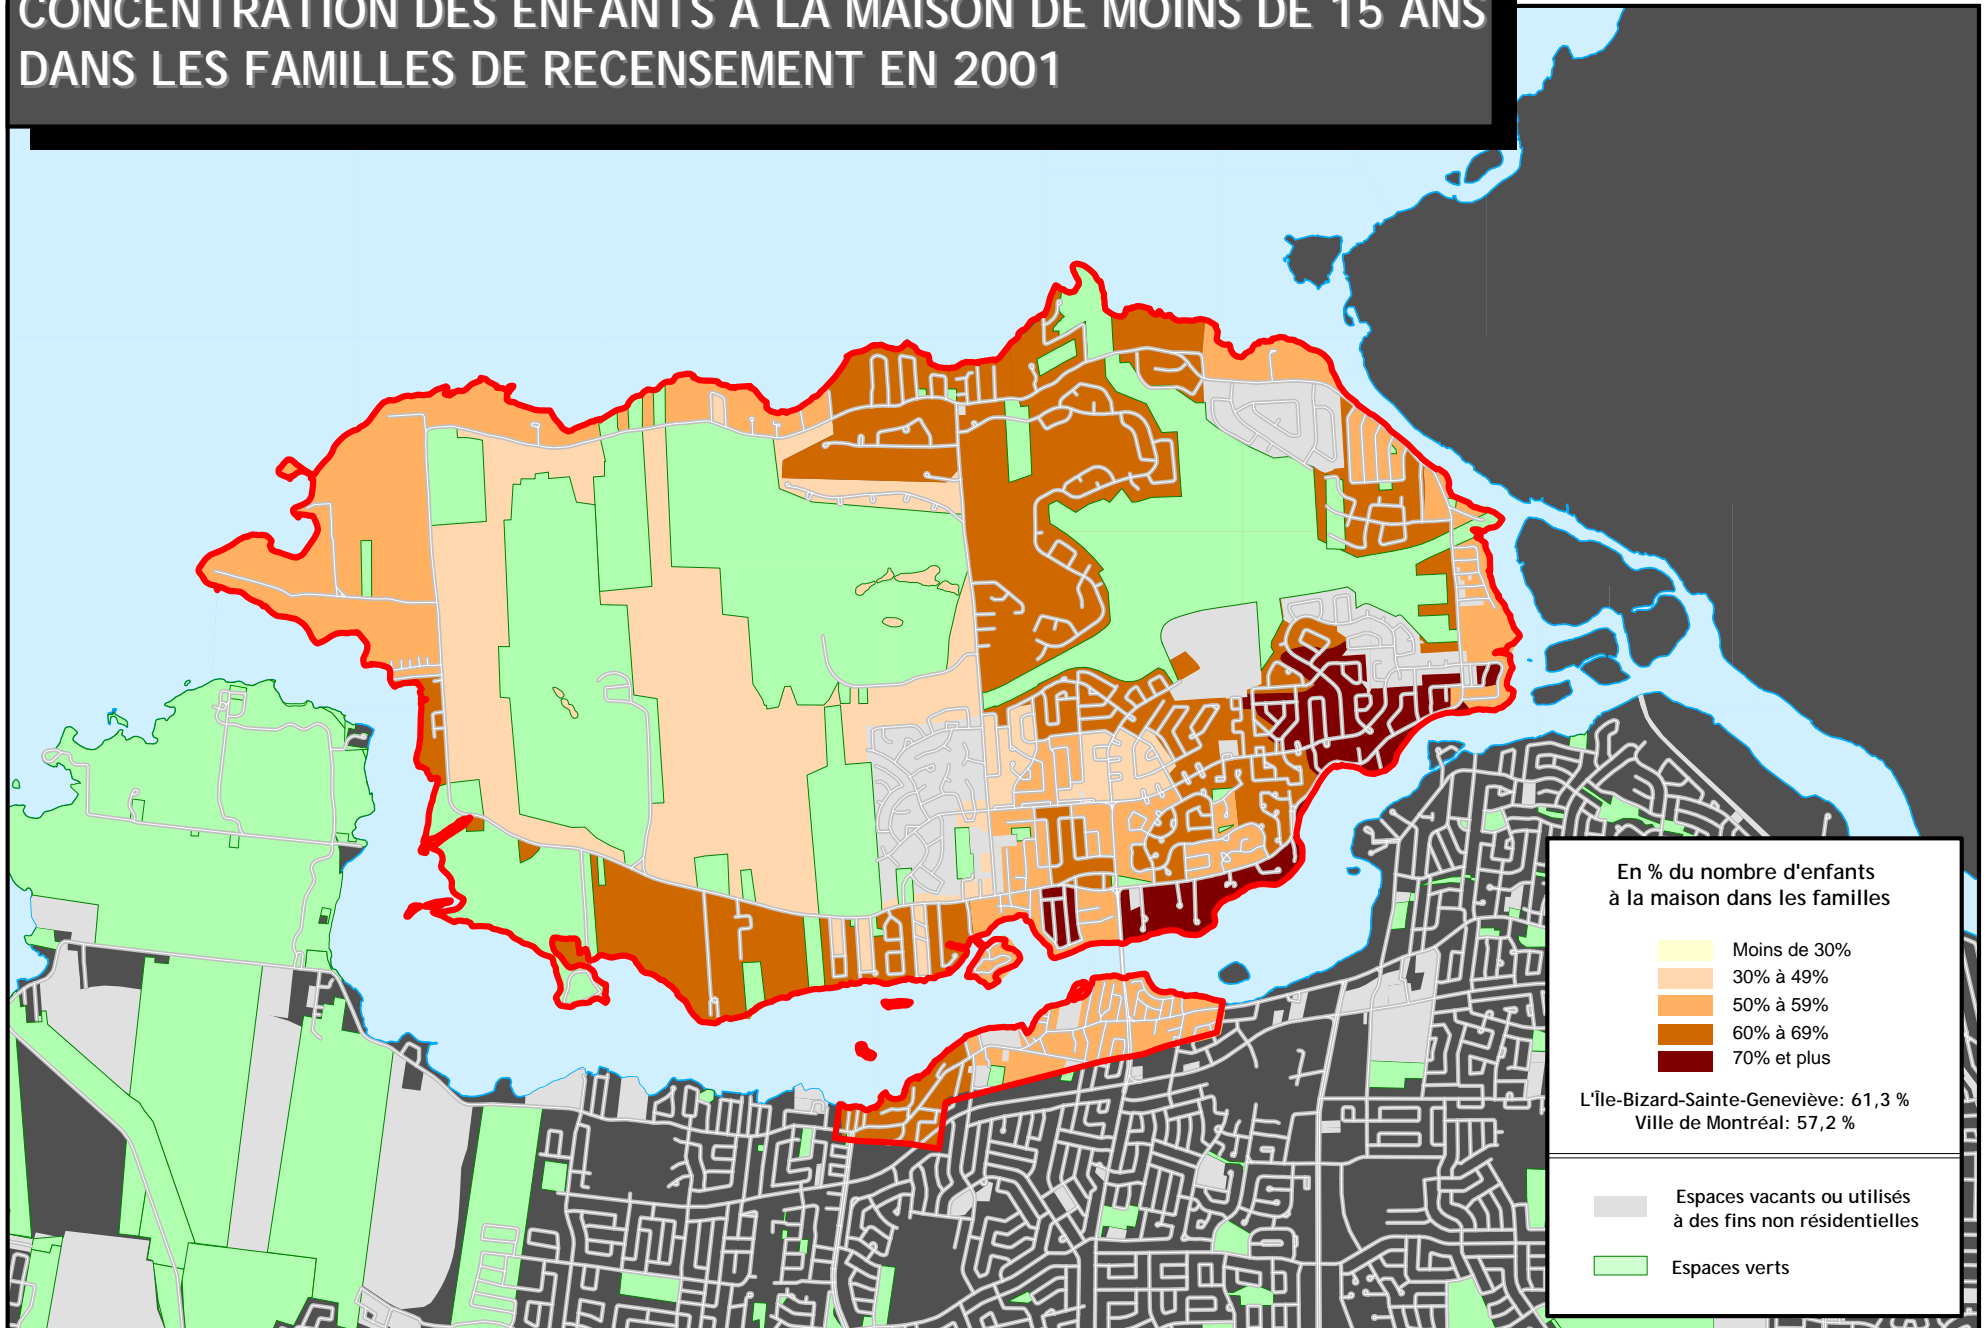 CONCENTRATION DES ENFANTS À LA MAISON DE MOINS DE 15 ANS
DANS LES FAMILLES DE RECENSEMENT EN 2001
En % du nombre d'enfants
à la maison dans les familles
Moins de 30%
30% à 49%
50% à 59%
60% à 69%
70% et plus
L'Île-Bizard-Sainte-Geneviève: 61,3 %
Ville de Montréal: 57,2 %
Espaces vacants ou utilisés
à des fins non résidentielles
Espaces verts